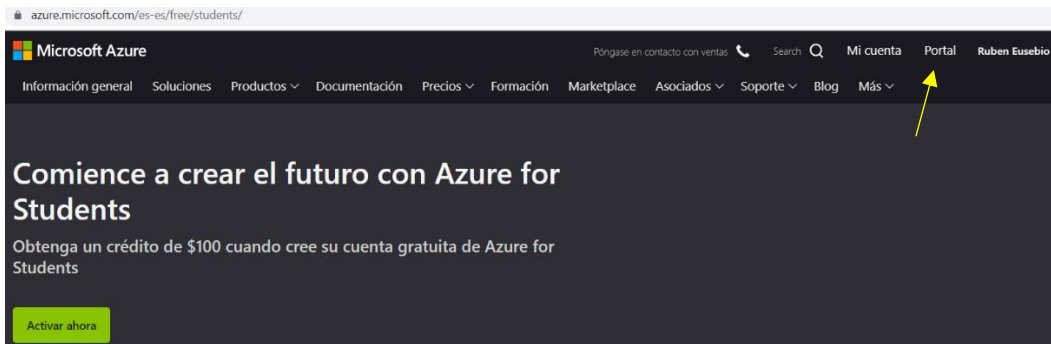 azure.microsoft.com/es-es/free/students/
Microsoft Azure Póngase en contacto con ventas Search Mi cuenta Portal Ruben Eusebio
Información general Soluciones Productos Documentación Precios Formación Marketplace Asociados Soporte Blog Más
Comience a crear el futuro con Azure for
Students
Obtenga un crédito de $100 cuando cree su cuenta gratuita de Azure for
Students
Activar ahora